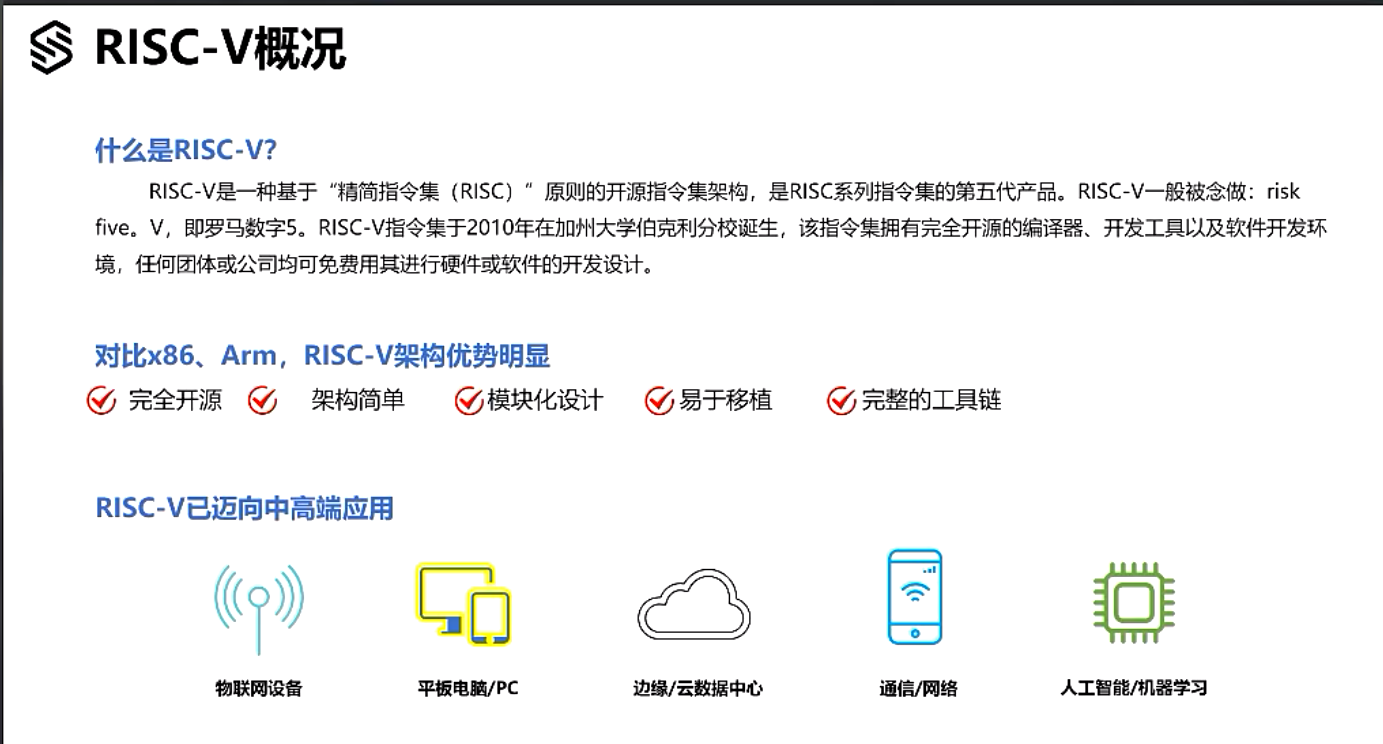 RISC-V概况
什么是RISC-V？
RISC-V是一种基于“精简指令集（RISC）”原则的开源指令集架构，是RISC系列指令集的第五代产品。RISC-V一般被念做：risk
five。V，即罗马数字5。RISC-V指令集于2010年在加州大学伯克利分校诞生，该指令集拥有完全开源的编译器、开发工具以及软件开发环
境，任何团体或公司均可免费用其进行硬件或软件的开发设计。
对比x86、Arm，RISC-V架构优势明显
完全开源 架构简单 模块化设计 易于移植 完整的工具链
RISC-V已迈向中高端应用
物联网设备 平板电脑/PC 边缘/云数据中心 通信/网络 人工智能/机器学习